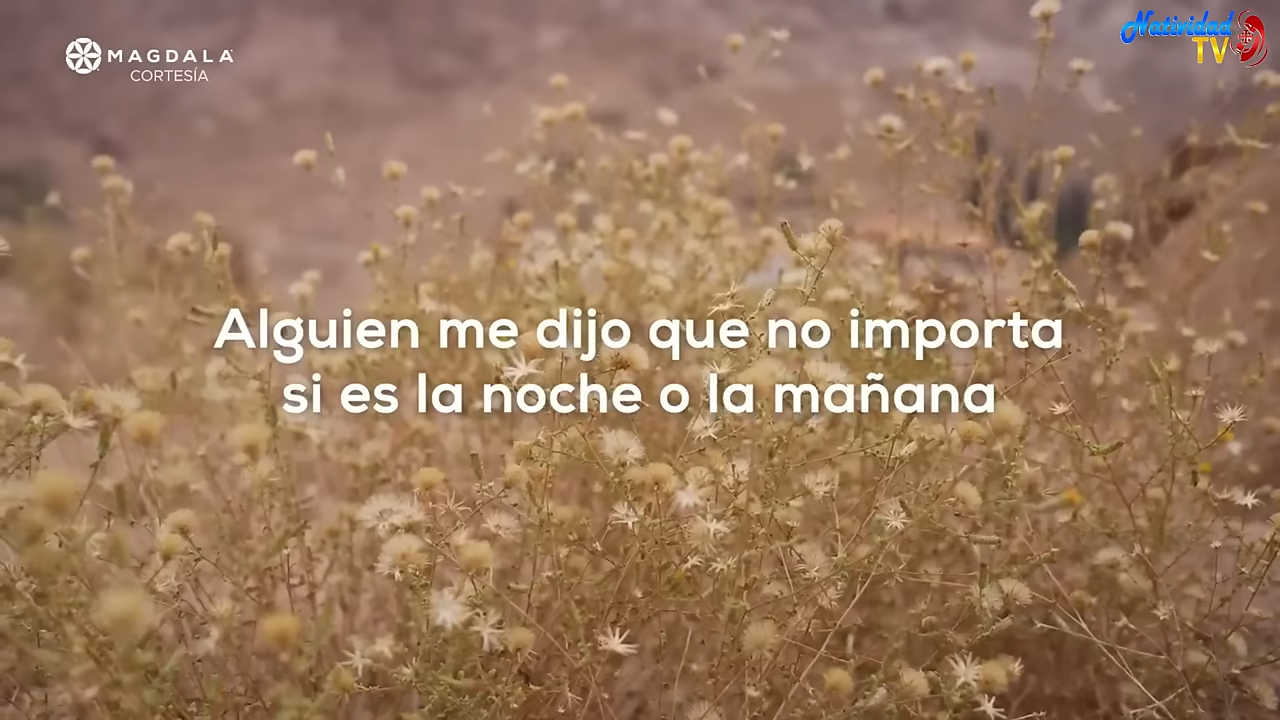 MAGDALA
CORTESÍA
Natividad
TV
Alguien me dijo que no importa
si es la noche o la mañana